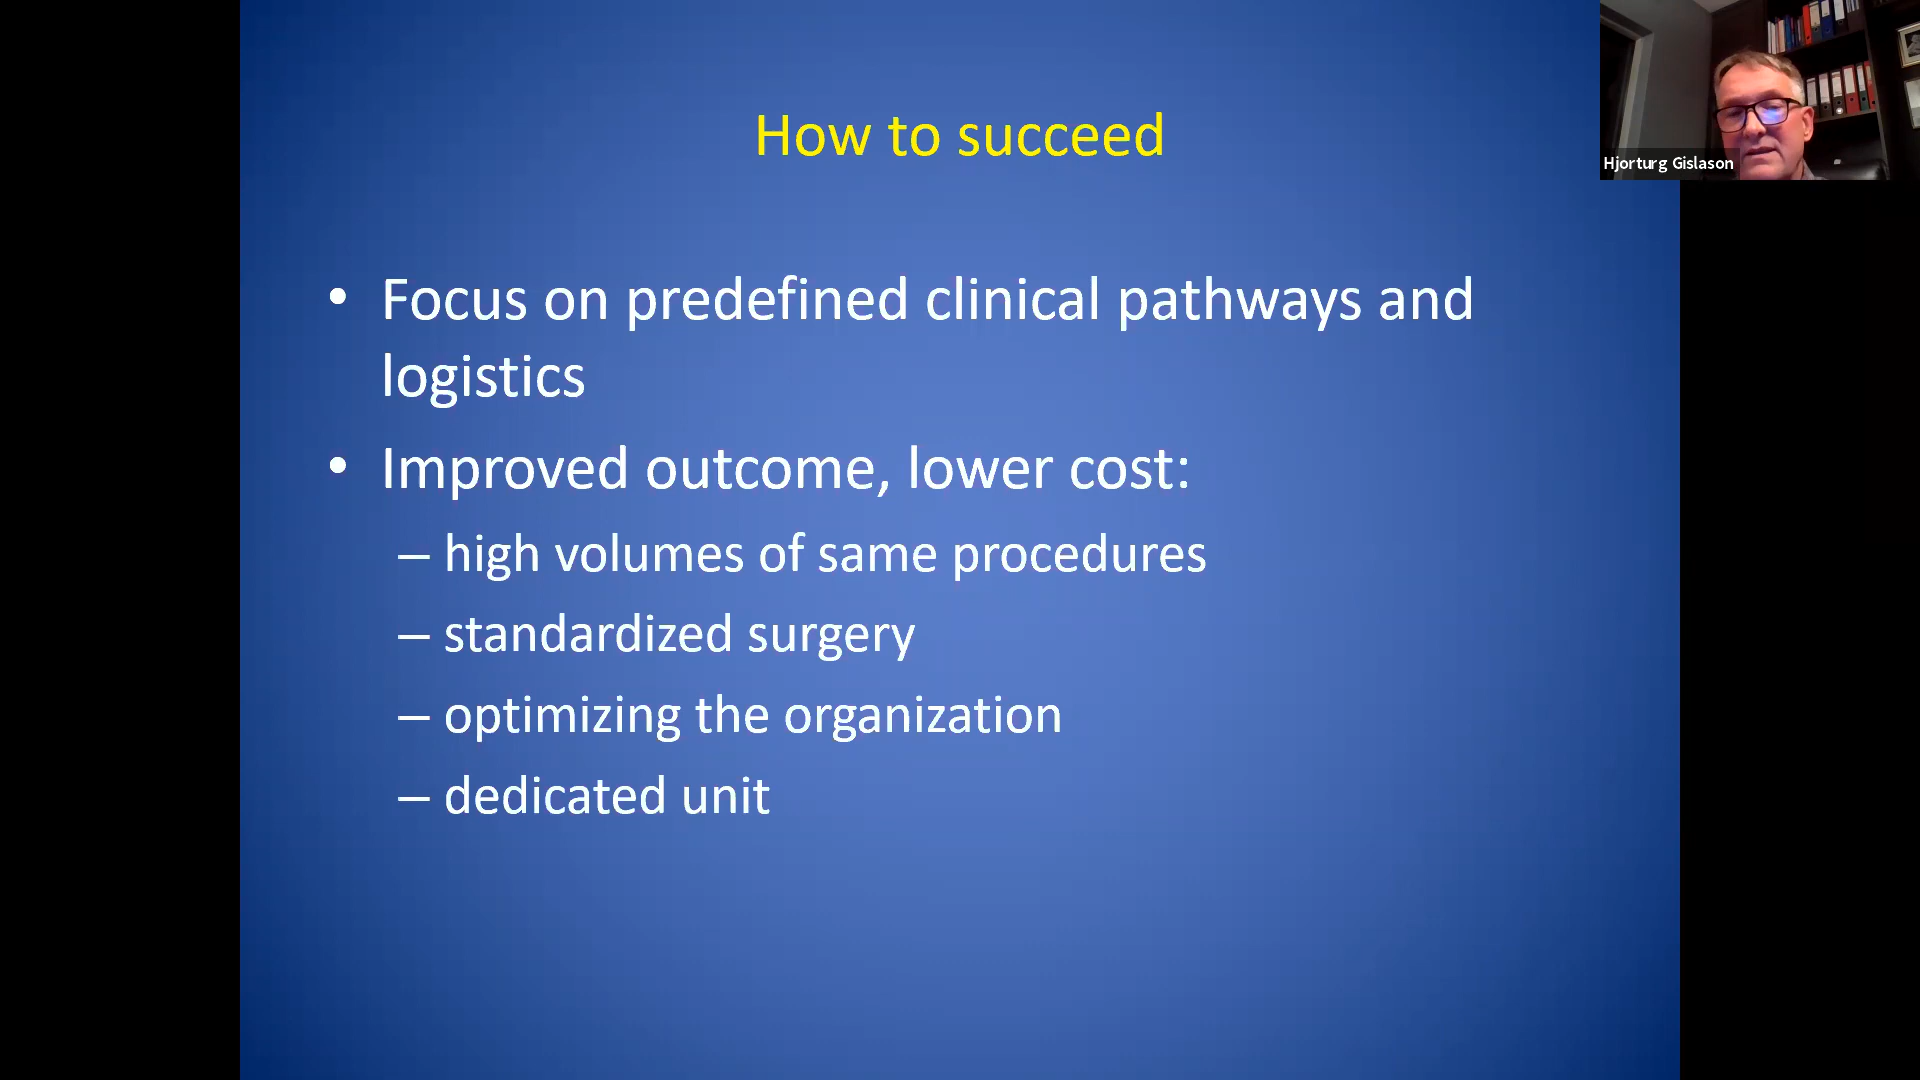 How to succeed
Hjorturg Gislason
• Focus on predefined clinical pathways and
logistics
• Improved outcome, lower cost:
– high volumes of same procedures
– standardized surgery
– optimizing the organization
– dedicated unit